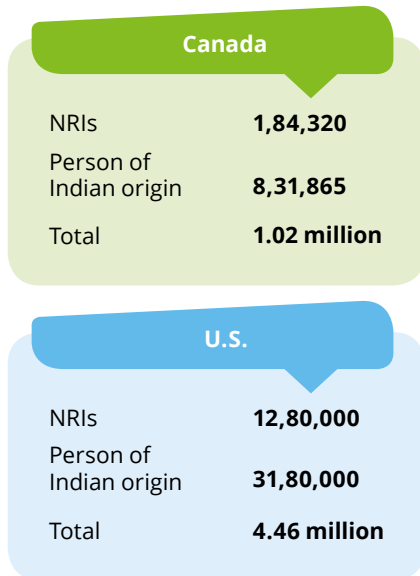 Canada
NRIs 1,84,320
Person of
Indian origin 8,31,865
Total 1.02 million
U.S.
NRIs 12,80,000
Person of
Indian origin 31,80,000
Total 4.46 million